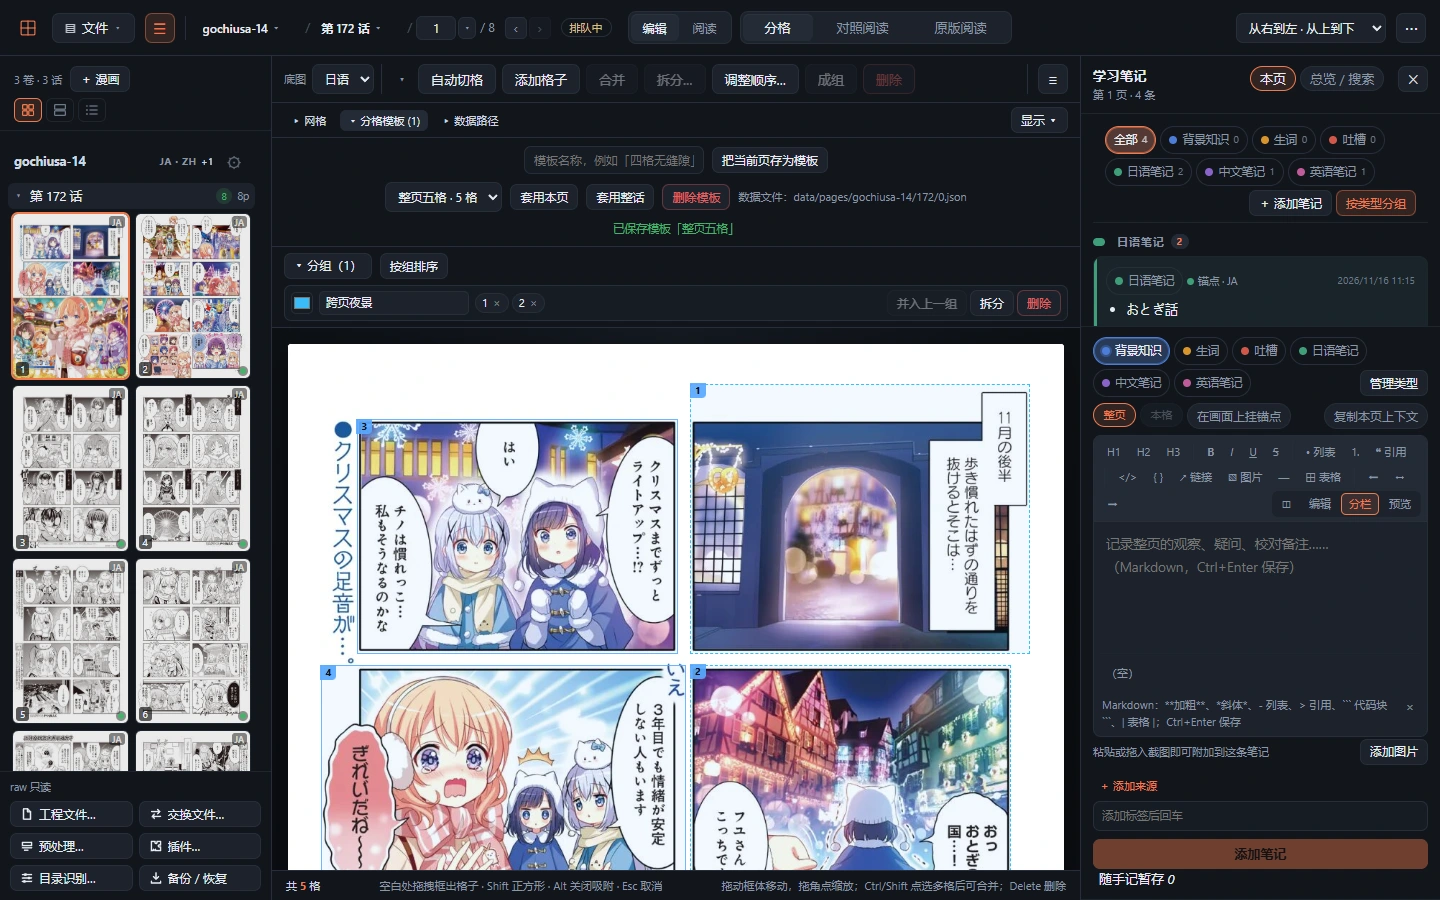 文件
gochiusa-14
/
第 172 话
/
1
/ 8
排队中
编辑
阅读
分格
对照阅读
原版阅读
从右到左 · 从上到下
3 卷 · 3 话
+ 漫画
gochiusa-14
JA · ZH +1
第 172 话
8
8p
JA
1
JA
2
JA
3
JA
4
JA
5
JA
6
JA
JA
raw 只读
工程文件...
交换文件...
预处理...
插件...
目录识别...
备份 / 恢复
底图
日语
自动切格
添加格子
合并
拆分...
调整顺序...
成组
删除
网格
分格模板 (1)
数据路径
显示
模板名称，例如「四格无缝隙」
把当前页存为模板
整页五格 · 5 格
套用本页
套用整话
删除模板
数据文件: data/pages/gochiusa-14/172/0.json
已保存模板「整页五格」
分组（1）
按组排序
跨页夜景
1 ×
2 ×
并入上一组
拆分
删除
1
11月の後半
歩き慣れたはずの通りを
抜けるとそこは…
3
クリスマスまでずっと
ライトアップ…!?
はい
チノは慣れっこ…
私もそうなるのかな
●クリスマスの足音が…。
2
おっ
おとぎ
国…!
フユさん
こっちで
4
いえ
3年目でも情緒が安定
しない人もいます
ぎれいだね〜
共 5 格
空白处拖拽框出格子 · Shift 正方形 · Alt 关闭吸附 · Esc 取消
拖动框体移动，拖角点缩放；Ctrl/Shift 点选多格后可合并；Delete 删除
学习笔记
第 1 页 · 4 条
本页
总览 / 搜索
全部 4
背景知识 0
生词 0
吐槽 0
日语笔记 2
中文笔记 1
英语笔记 1
+ 添加笔记
按类型分组
日语笔记 2
日语笔记
锚点 · JA
2026/11/16 11:15
• おとぎ話
背景知识
生词
吐槽
日语笔记
中文笔记
英语笔记
管理类型
整页
本格
在画面上挂锚点
复制本页上下文
H1 H2 H3 B I U S • 列表 1. ❝ 引用
</> { } 链接 图片 — 表格
编辑
分栏
预览
记录整页的观察、疑问、校对备注……
（Markdown，Ctrl+Enter 保存）
（空）
Markdown：**加粗**、*斜体*、- 列表、> 引用、``` 代码块
```、| 表格 |；Ctrl+Enter 保存
粘贴或拖入截图即可附加到这条笔记
添加图片
+ 添加来源
添加标签后回车
添加笔记
随手记暂存 0